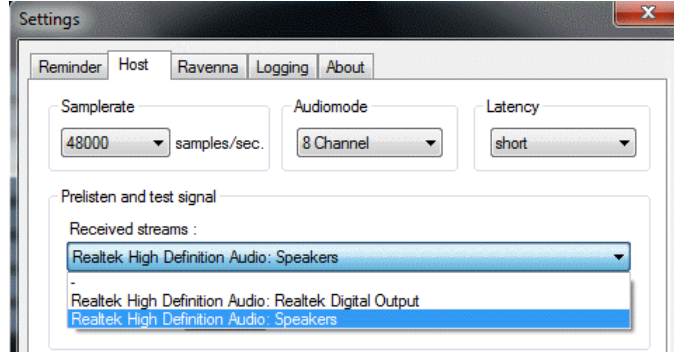 Settings
Reminder Host Ravenna Logging About
Samplerate Audiomode Latency
48000 samples/sec. 8 Channel short
Prelisten and test signal
Received streams :
Realtek High Definition Audio: Speakers
-
Realtek High Definition Audio: Realtek Digital Output
Realtek High Definition Audio: Speakers